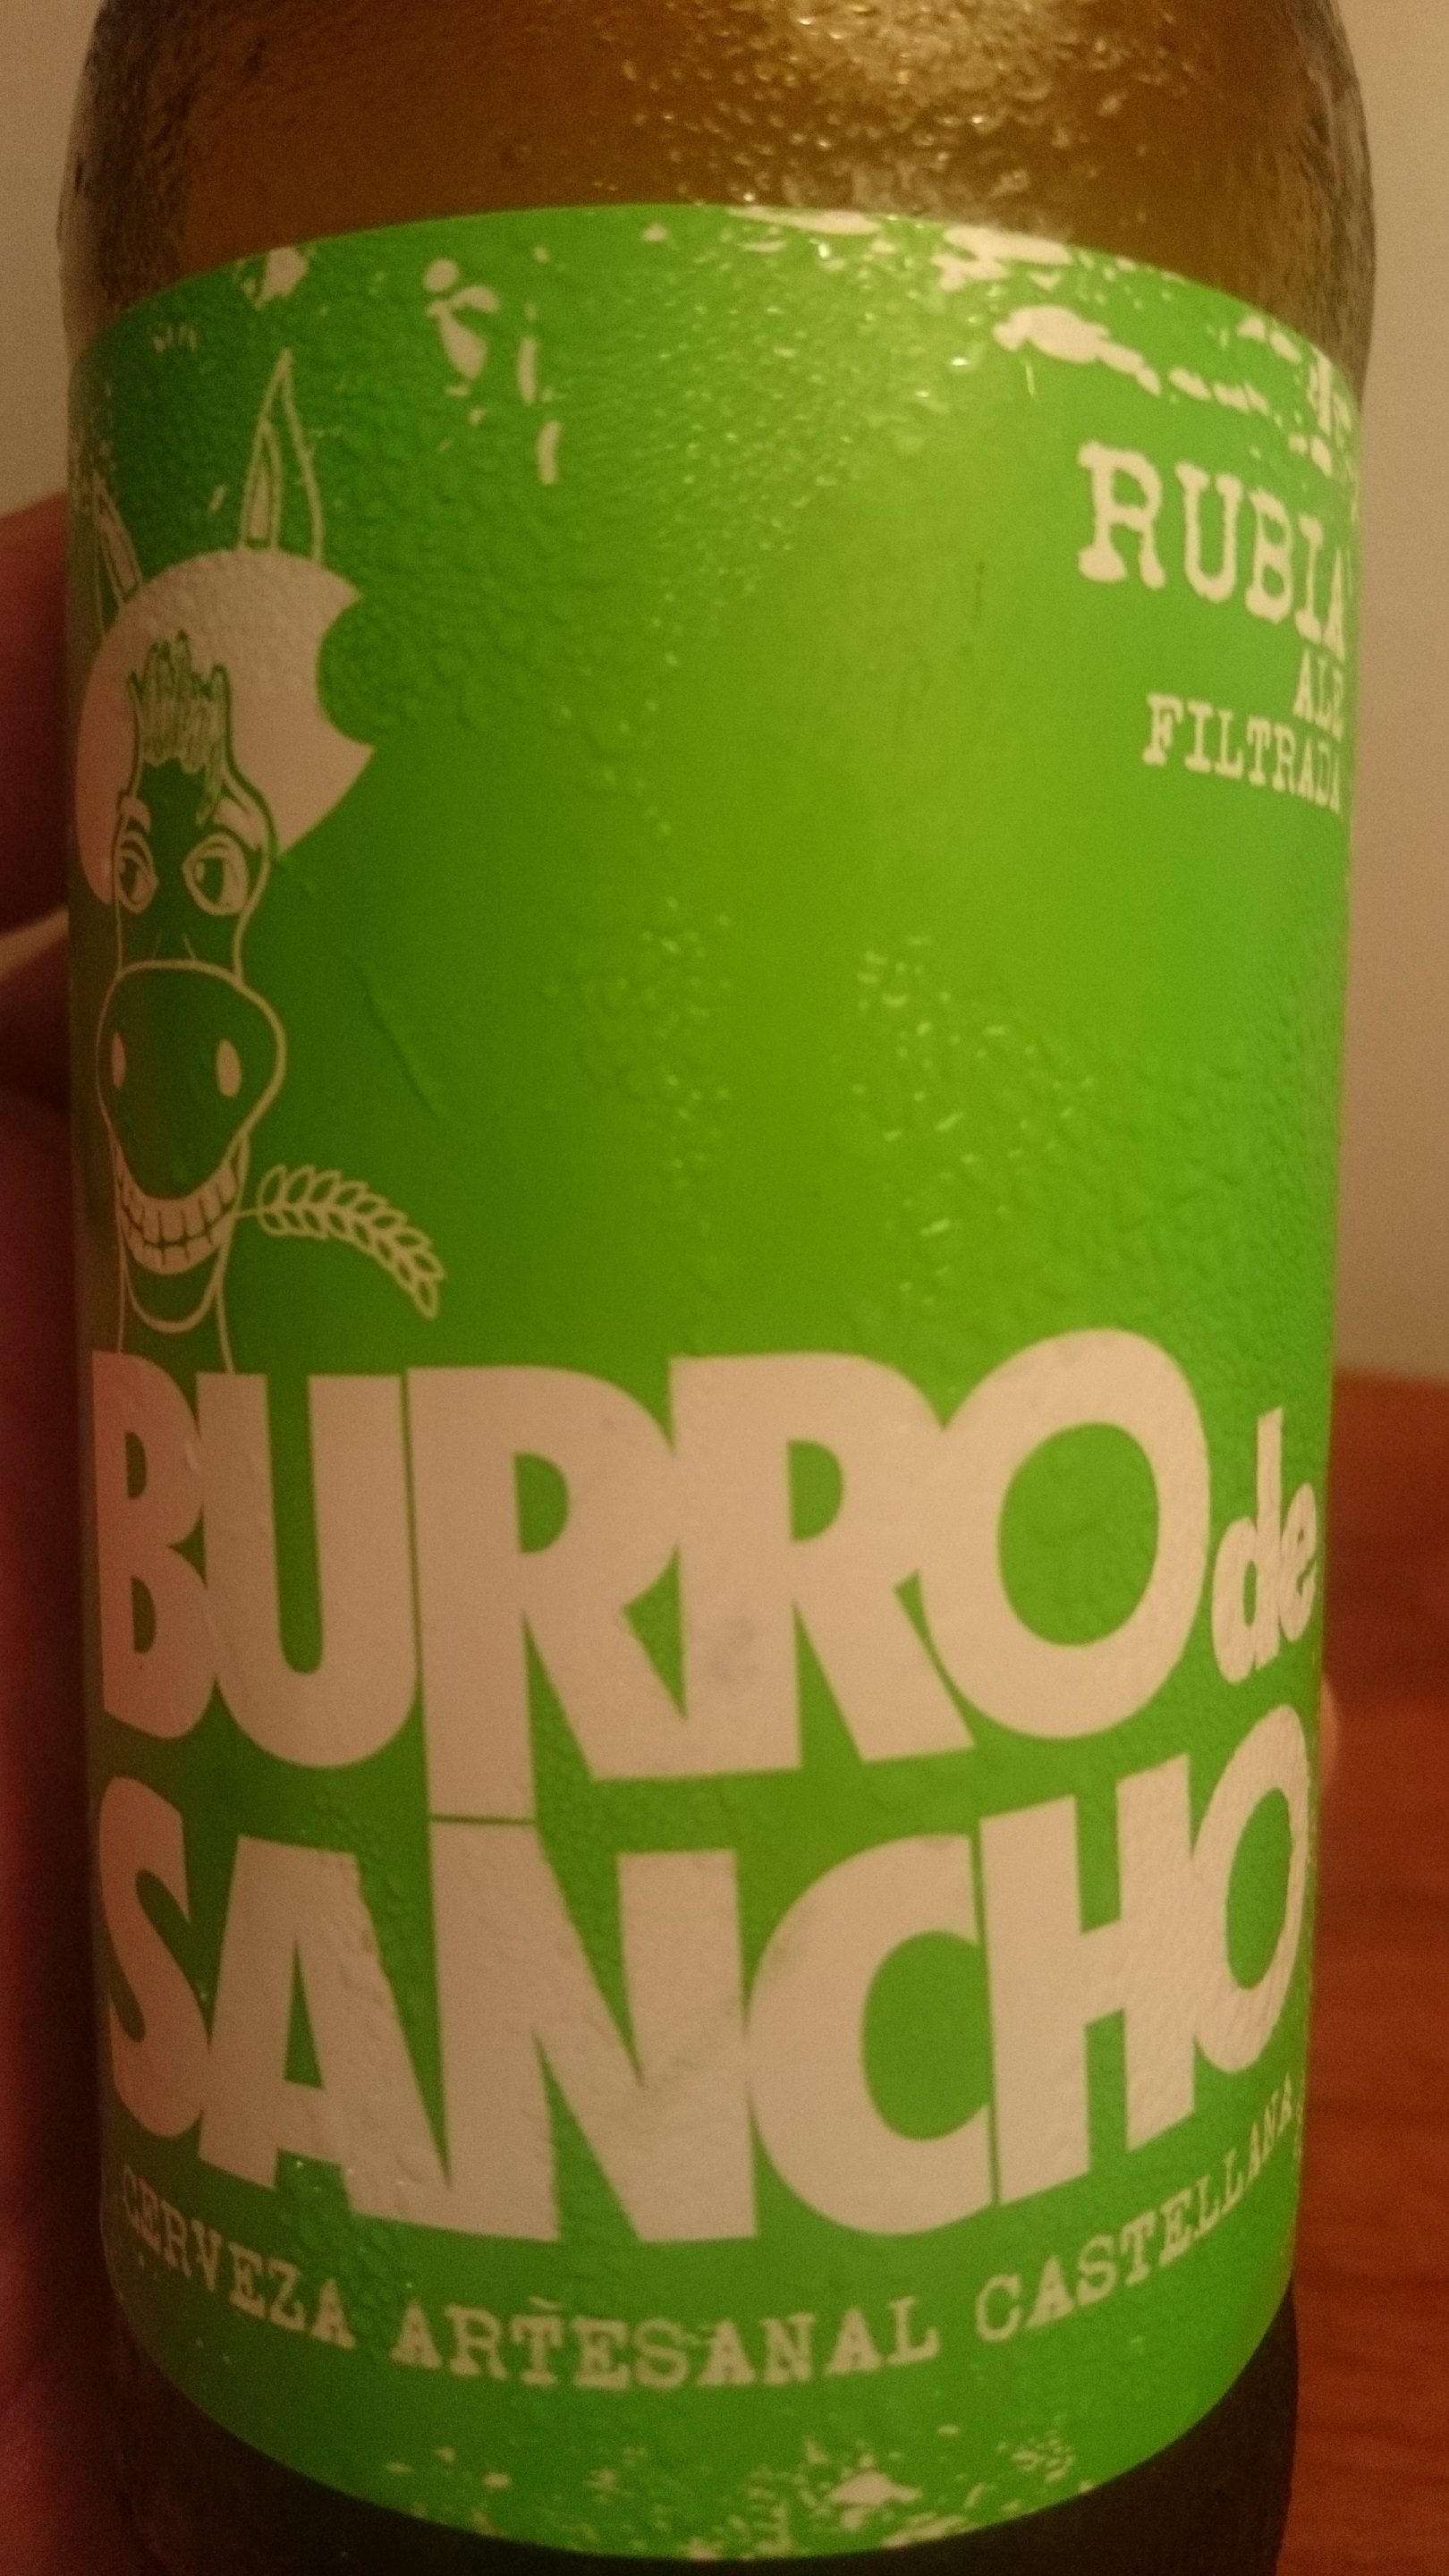 RUBIA
ALE
FILTRADA
BURRO de
SANCHO
CERVEZA ARTESANAL CASTELLANA